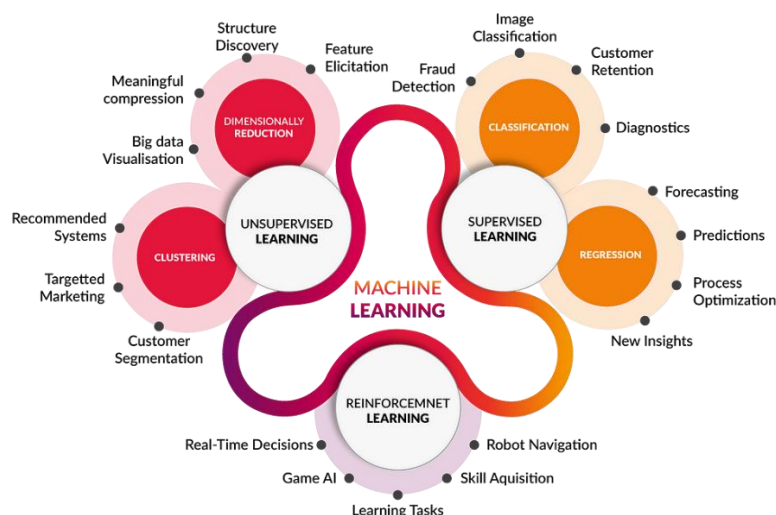 Structure
Discovery
Feature
Elicitation
Meaningful
compression
DIMENSIONALLY
REDUCTION
Big data
Visualisation
UNSUPERVISED
LEARNING
Recommended
Systems
CLUSTERING
Targetted
Marketing
Customer
Segmentation
Image
Classification
Fraud
Detection
Customer
Retention
CLASSIFICATION
Diagnostics
SUPERVISED
LEARNING
Forecasting
Predictions
REGRESSION
Process
Optimization
New Insights
MACHINE
LEARNING
REINFORCEMNET
LEARNING
Real-Time Decisions
Game AI
Learning Tasks
Skill Aquisition
Robot Navigation